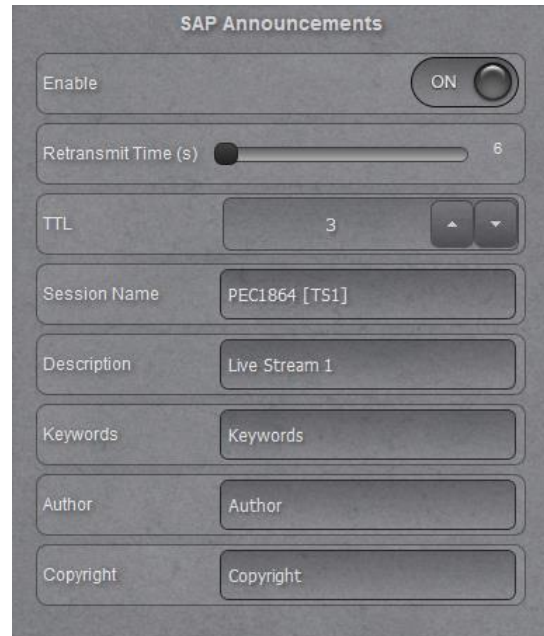 SAP Announcements
Enable ON
Retransmit Time (s) 6
TTL 3
Session Name PEC1864 [TS1]
Description Live Stream 1
Keywords Keywords
Author Author
Copyright Copyright